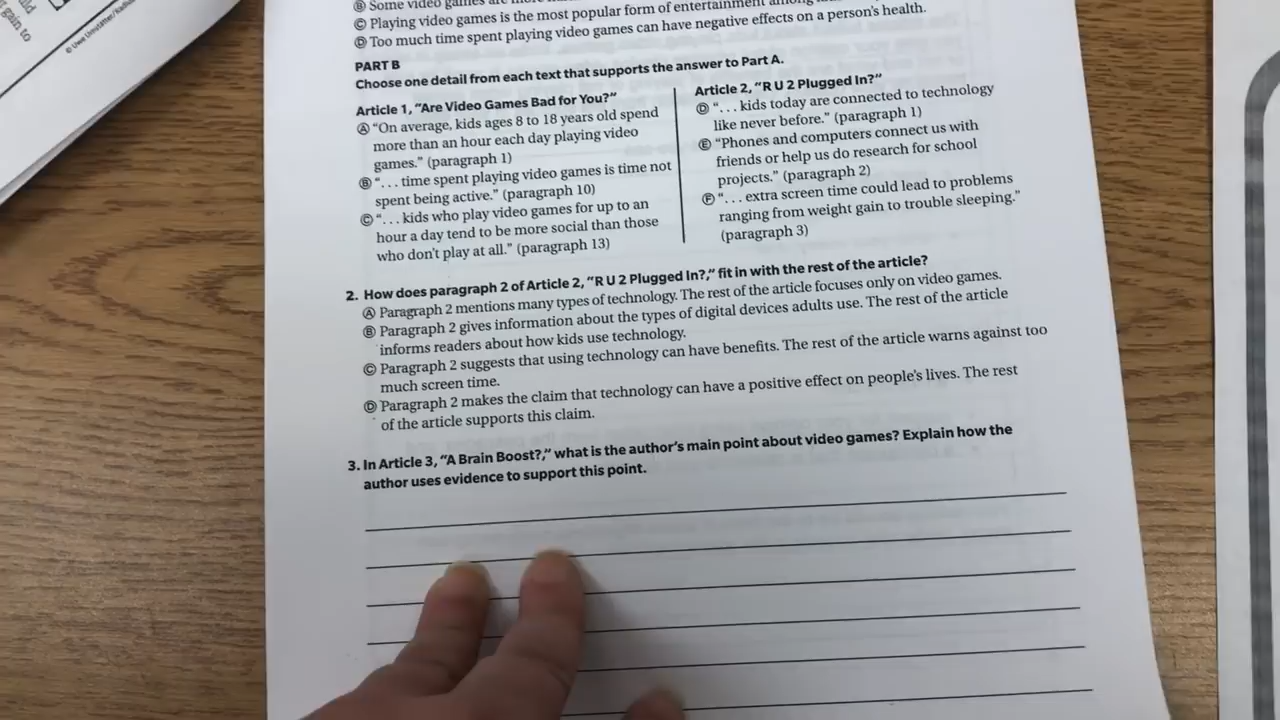 uld
t gain to
© Uwe Umstätter/Radius
Ⓑ Some video games are more
Ⓒ Playing video games is the most popular form of entertainment among
Ⓓ Too much time spent playing video games can have negative effects on a person's health.
PART B
Choose one detail from each text that supports the answer to Part A.
Article 1, "Are Video Games Bad for You?"
Ⓐ "On average, kids ages 8 to 18 years old spend
more than an hour each day playing video
games." (paragraph 1)
Ⓑ ". . . time spent playing video games is time not
spent being active." (paragraph 10)
Ⓒ ". . . kids who play video games for up to an
hour a day tend to be more social than those
who don't play at all." (paragraph 13)
Article 2, "R U 2 Plugged In?"
Ⓓ ". . . kids today are connected to technology
like never before." (paragraph 1)
Ⓔ "Phones and computers connect us with
friends or help us do research for school
projects." (paragraph 2)
Ⓕ ". . . extra screen time could lead to problems
ranging from weight gain to trouble sleeping."
(paragraph 3)
2. How does paragraph 2 of Article 2, "R U 2 Plugged In?," fit in with the rest of the article?
Ⓐ Paragraph 2 mentions many types of technology. The rest of the article focuses only on video games.
Ⓑ Paragraph 2 gives information about the types of digital devices adults use. The rest of the article
informs readers about how kids use technology.
Ⓒ Paragraph 2 suggests that using technology can have benefits. The rest of the article warns against too
much screen time.
Ⓓ Paragraph 2 makes the claim that technology can have a positive effect on people's lives. The rest
of the article supports this claim.
3. In Article 3, "A Brain Boost?," what is the author's main point about video games? Explain how the
author uses evidence to support this point.